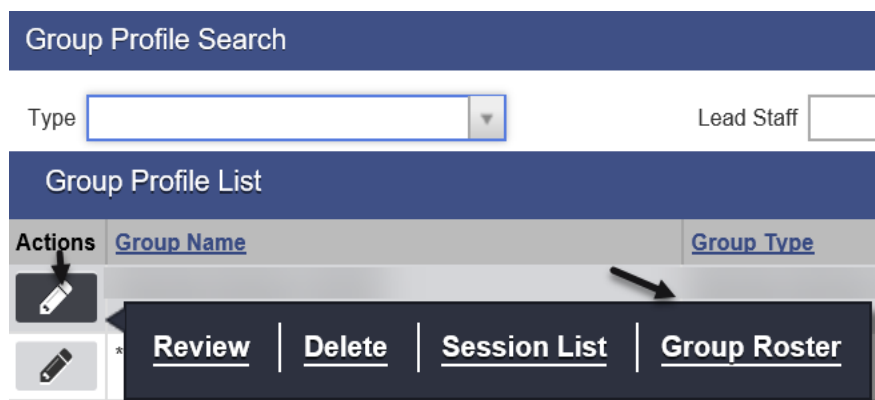 Group Profile Search
Type Lead Staff
Group Profile List
Actions Group Name Group Type
* Review Delete Session List Group Roster